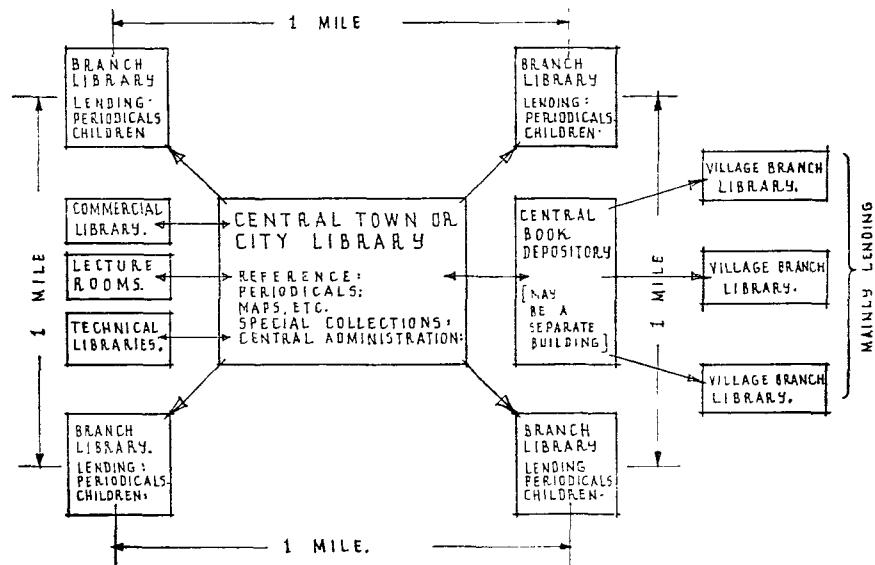 1 MILE
BRANCH
LIBRARY
LENDING:
PERIODICALS
CHILDREN
BRANCH
LIBRARY
LENDING:
PERIODICALS
CHILDREN.
1 MILE
COMMERCIAL
LIBRARY.
LECTURE
ROOMS.
TECHNICAL
LIBRARIES.
CENTRAL TOWN OR
CITY LIBRARY
REFERENCE:
PERIODICALS;
MAPS, ETC.
SPECIAL COLLECTIONS;
CENTRAL ADMINISTRATION:
CENTRAL
BOOK
DEPOSITORY
[MAY
BE A
SEPARATE
BUILDING]
1 MILE
VILLAGE BRANCH
LIBRARY.
VILLAGE BRANCH
LIBRARY.
VILLAGE BRANCH
LIBRARY.
MAINLY LENDING
BRANCH
LIBRARY.
LENDING:
PERIODICALS
CHILDREN:
BRANCH
LIBRARY
LENDING
PERIODICALS
CHILDREN.
1 MILE.